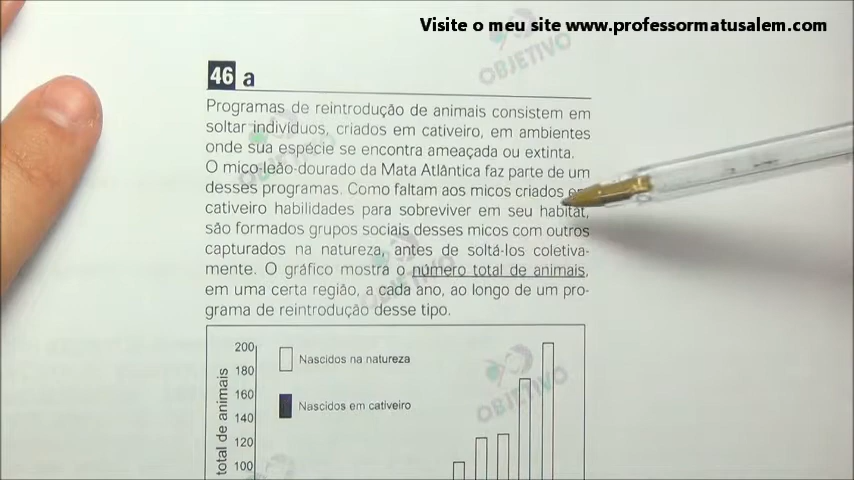 Visite o meu site www.professormatusalem.com
OBJETIVO
46 a
Programas de reintrodução de animais consistem em
soltar indivíduos, criados em cativeiro, em ambientes
onde sua espécie se encontra ameaçada ou extinta.
O mico-leão-dourado da Mata Atlântica faz parte de um
desses programas. Como faltam aos micos criados em
cativeiro habilidades para sobreviver em seu habitat,
são formados grupos sociais desses micos com outros
capturados na natureza, antes de soltá-los coletiva-
mente. O gráfico mostra o número total de animais,
em uma certa região, a cada ano, ao longo de um pro-
grama de reintrodução desse tipo.
OBJETIVO
200
180
160
140
120
100
total de animais
Nascidos na natureza
Nascidos em cativeiro
OBJETIVO